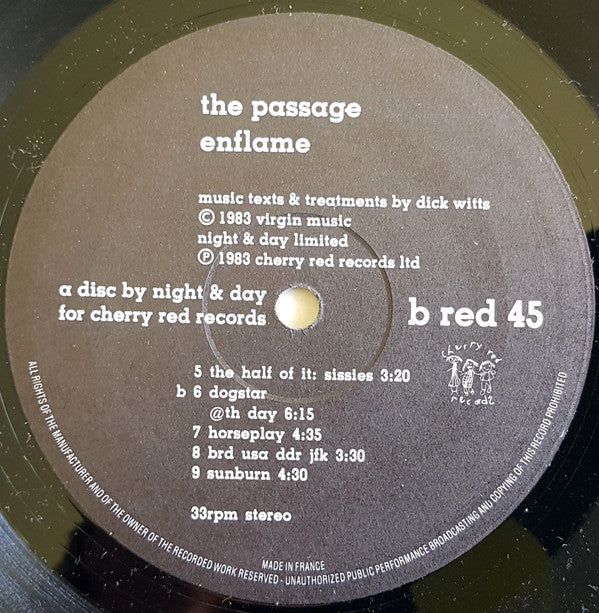 the passage
enflame
music texts & treatments by dick witts
© 1983 virgin music
night & day limited
℗ 1983 cherry red records ltd
a disc by night & day
for cherry red records
b red 45
cherry red
records
5 the half of it: sissies 3:20
b 6 dogstar
@th day 6:15
7 horseplay 4:35
8 brd usa ddr jfk 3:30
9 sunburn 4:30
33rpm stereo
MADE IN FRANCE
ALL RIGHTS OF THE MANUFACTURER AND OF THE OWNER OF THE RECORDED WORK RESERVED - UNAUTHORIZED PUBLIC PERFORMANCE BROADCASTING AND COPYING OF THIS RECORD PROHIBITED